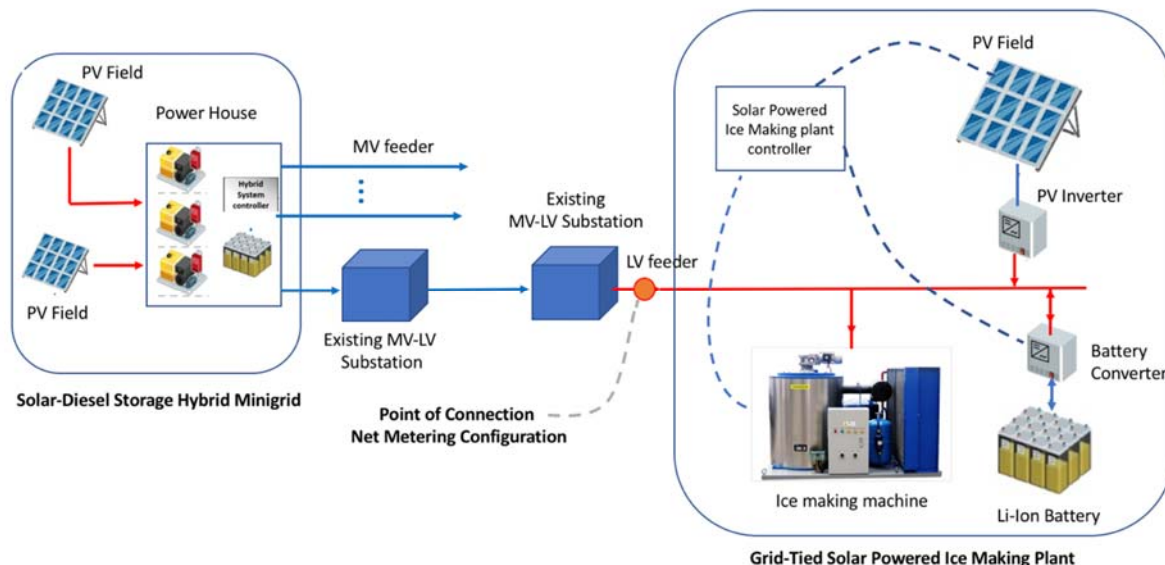 PV Field
Power House
Hybrid
System
controller
PV Field
MV feeder
Existing MV-LV
Substation
Existing
MV-LV Substation
LV feeder
Solar-Diesel Storage Hybrid Minigrid
Point of Connection
Net Metering Configuration
Solar Powered
Ice Making plant
controller
PV Field
PV Inverter
Battery
Converter
Ice making machine
Li-Ion Battery
Grid-Tied Solar Powered Ice Making Plant